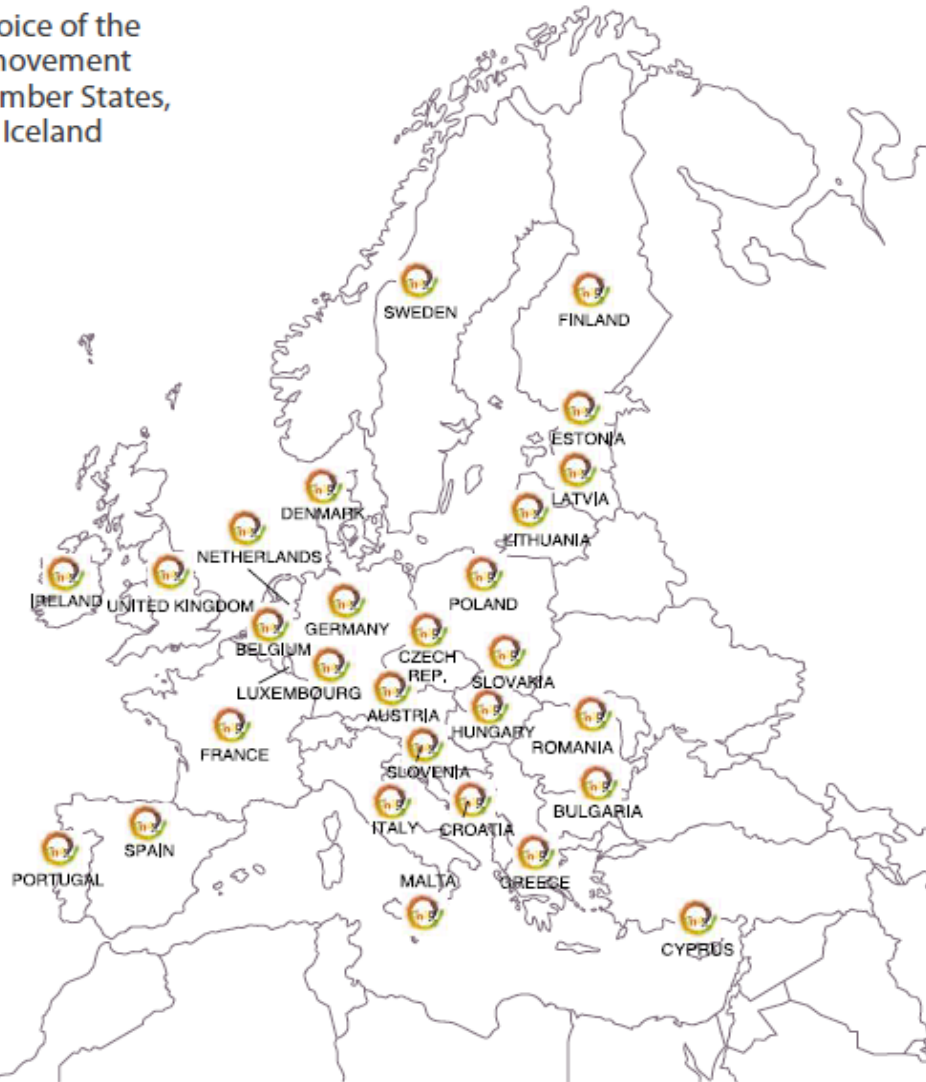 oice of the
novement
mber States,
Iceland
SWEDEN
FINLAND
ESTONIA
LATVIA
LITHUANIA
DENMARK
NETHERLANDS
IRELAND
UNITED KINGDOM
BELGIUM
GERMANY
POLAND
CZECH
REP.
SLOVAKIA
LUXEMBOURG
AUSTRIA
HUNGARY
FRANCE
ROMANIA
SLOVENIA
BULGARIA
ITALY
CROATIA
SPAIN
PORTUGAL
MALTA
GREECE
CYPRUS